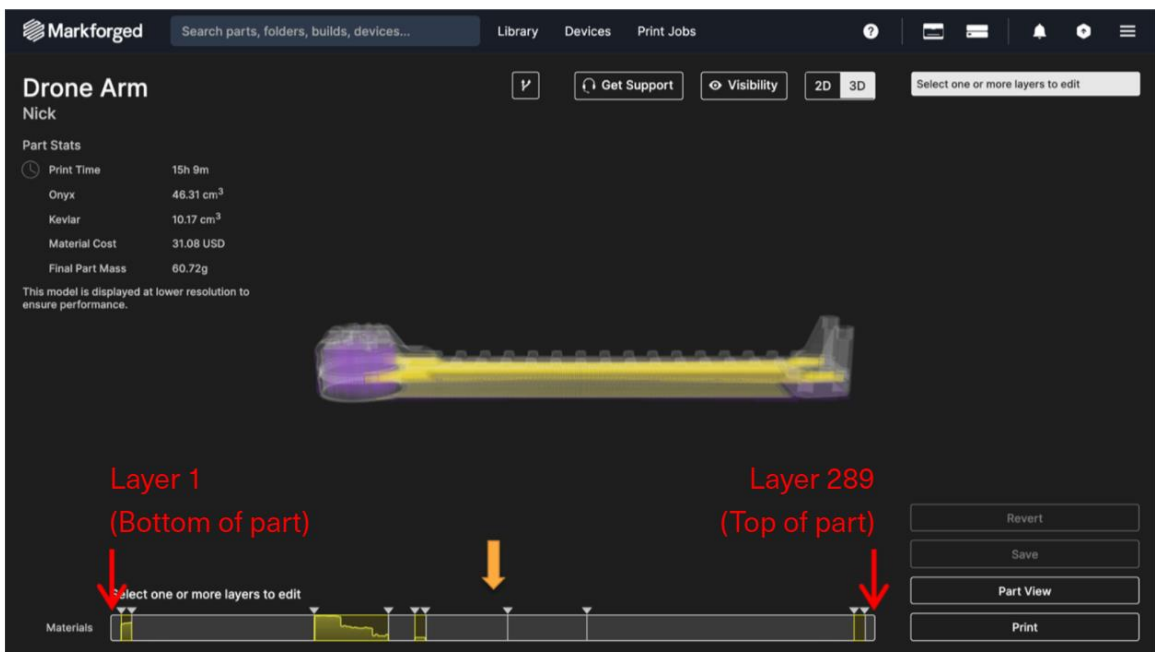 Markforged
Search parts, folders, builds, devices...
Library
Devices
Print Jobs
?
Drone Arm
Nick
Get Support
Visibility
2D
3D
Select one or more layers to edit
Part Stats
Print Time 15h 9m
Onyx 46.31 cm³
Kevlar 10.17 cm³
Material Cost 31.08 USD
Final Part Mass 60.72g
This model is displayed at lower resolution to
ensure performance.
Layer 1
(Bottom of part)
Layer 289
(Top of part)
Revert
Save
Select one or more layers to edit
Part View
Materials
Print